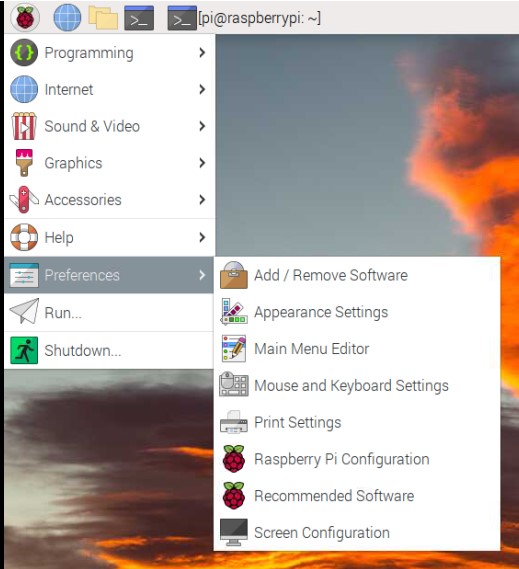 [pi@raspberrypi: ~]
Programming
Internet
Sound & Video
Graphics
Accessories
Help
Preferences
Run...
Shutdown...
Add / Remove Software
Appearance Settings
Main Menu Editor
Mouse and Keyboard Settings
Print Settings
Raspberry Pi Configuration
Recommended Software
Screen Configuration